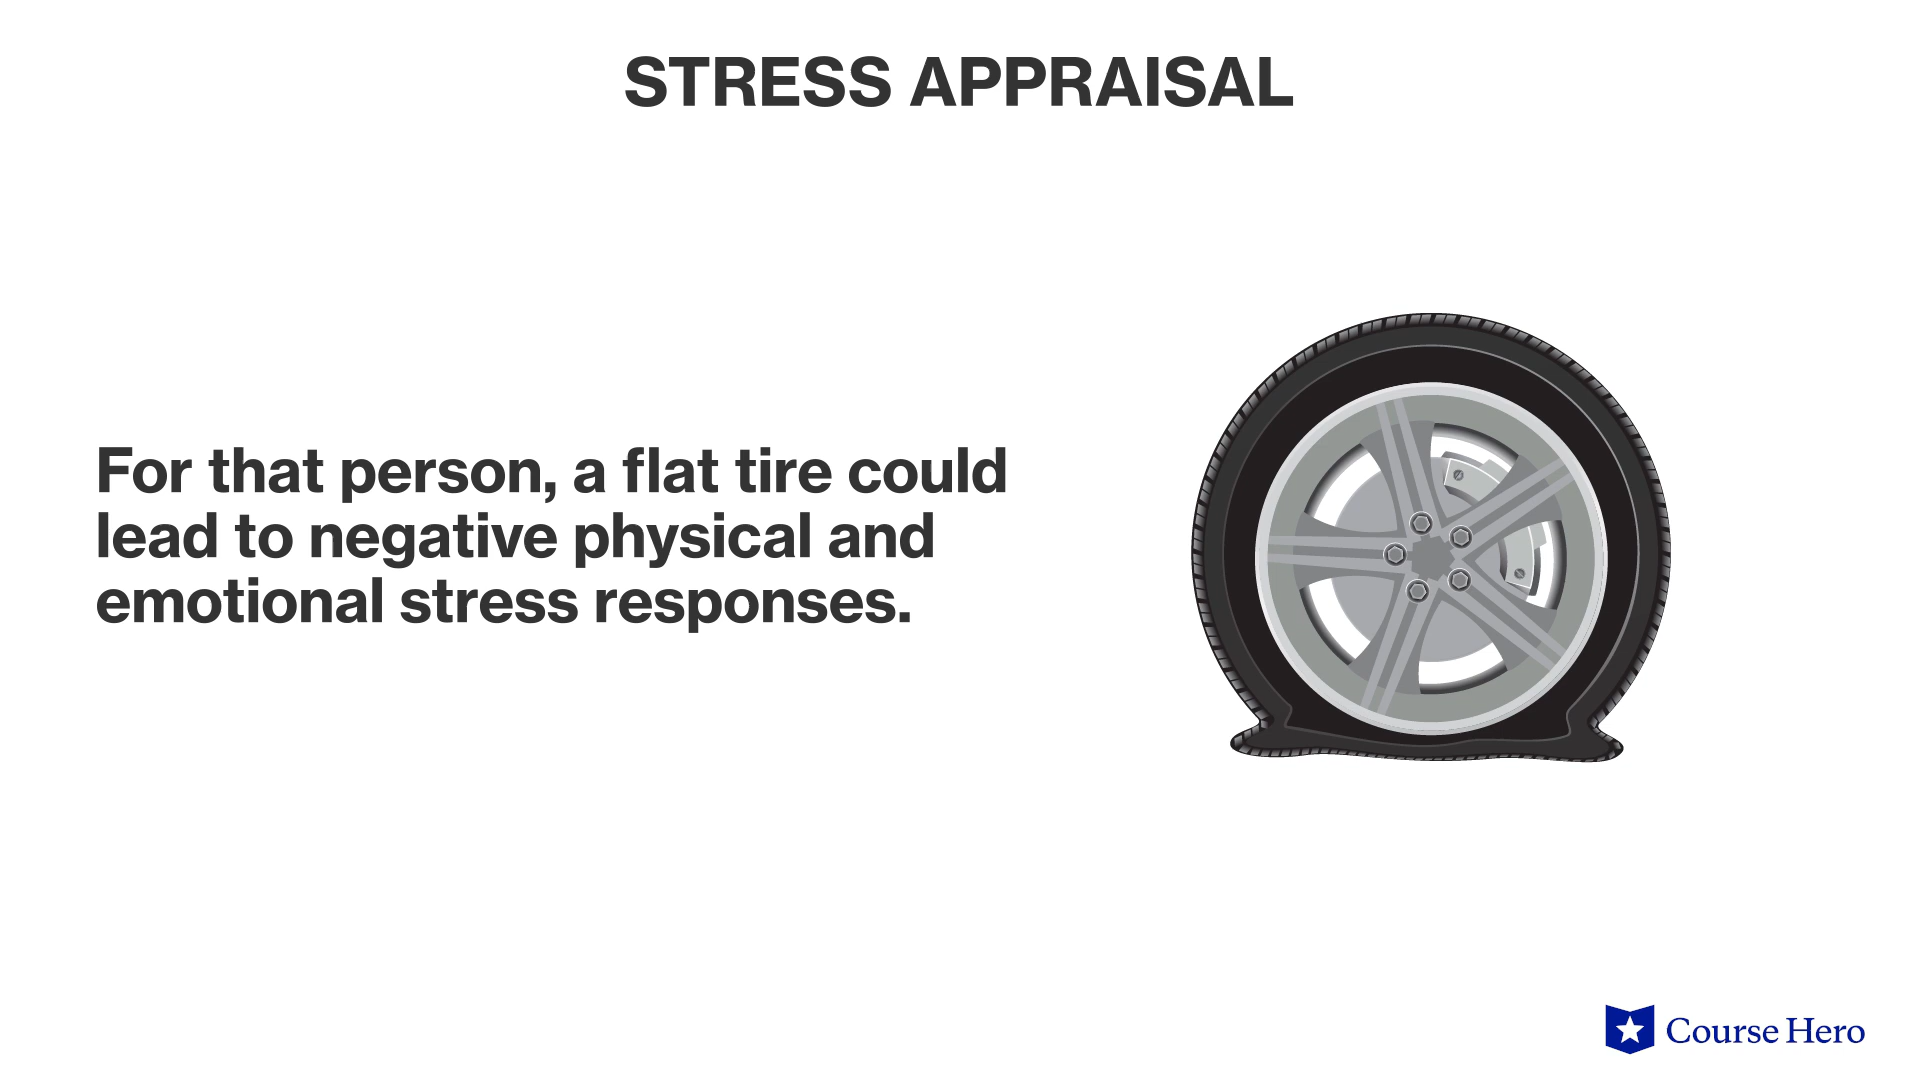 STRESS APPRAISAL
For that person, a flat tire could
lead to negative physical and
emotional stress responses.
Course Hero